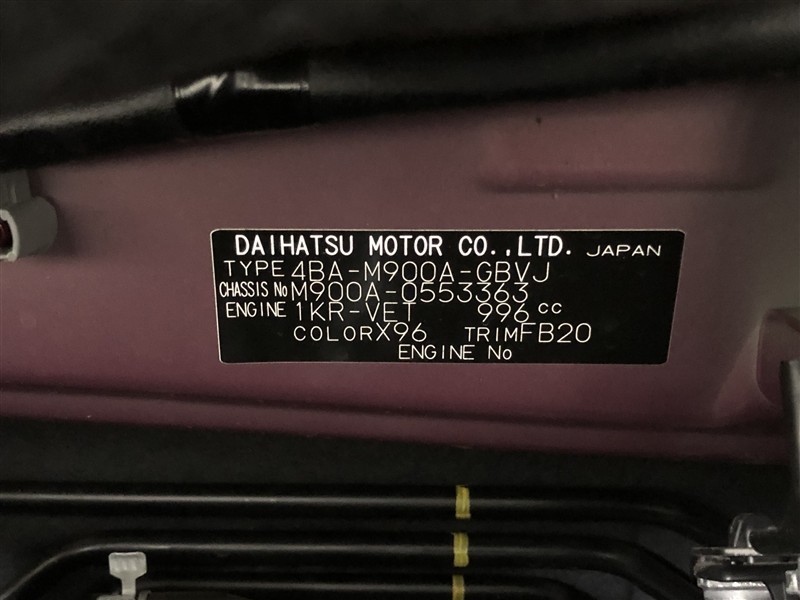 DAIHATSU MOTOR CO.,LTD. JAPAN
TYPE 4BA-M900A-GBVJ
CHASSIS No M900A-0553363
ENGINE 1KR-VET 996 cc
COLOR X96 TRIM FB20
ENGINE No